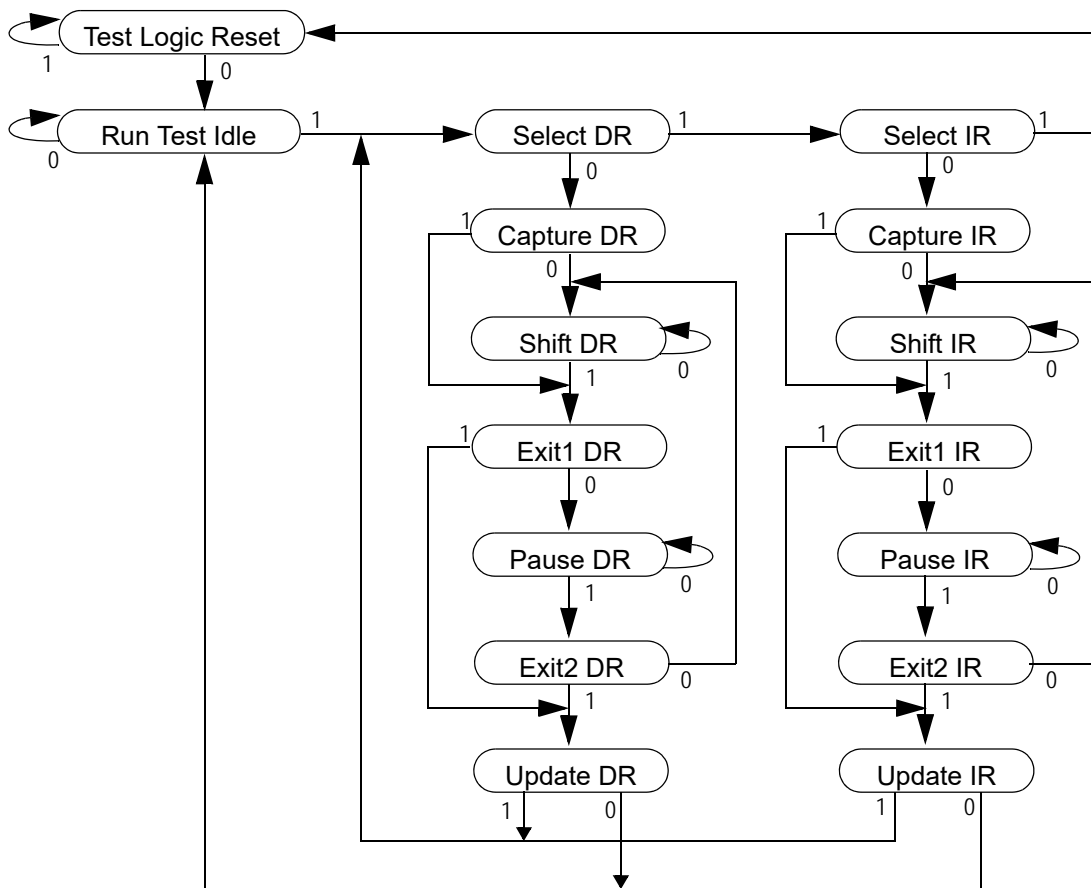 Test Logic Reset
1
0
Run Test Idle
1
Select DR
1
Select IR
1
0
0
0
1
Capture DR
1
Capture IR
0
0
Shift DR
Shift IR
0
0
1
1
1
Exit1 DR
1
Exit1 IR
0
0
Pause DR
Pause IR
0
0
1
1
Exit2 DR
Exit2 IR
0
0
1
1
Update DR
Update IR
1
0
1
0